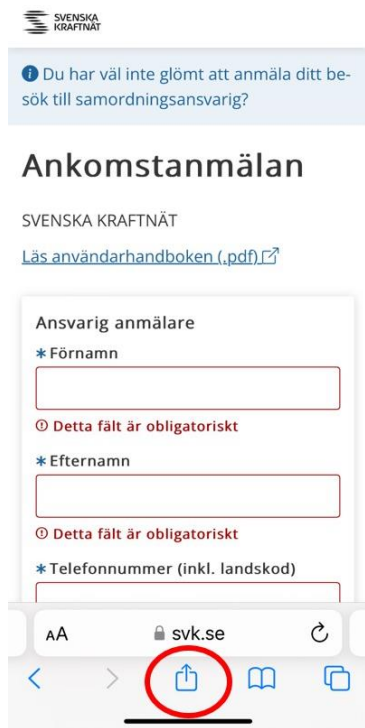 SVENSKA
KRAFTNÄT
Du har väl inte glömt att anmäla ditt be-
sök till samordningsansvarig?
Ankomstanmälan
SVENSKA KRAFTNÄT
Läs användarhandboken (.pdf)
Ansvarig anmälare
* Förnamn
Detta fält är obligatoriskt
* Efternamn
Detta fält är obligatoriskt
* Telefonnummer (inkl. landskod)
AA svk.se